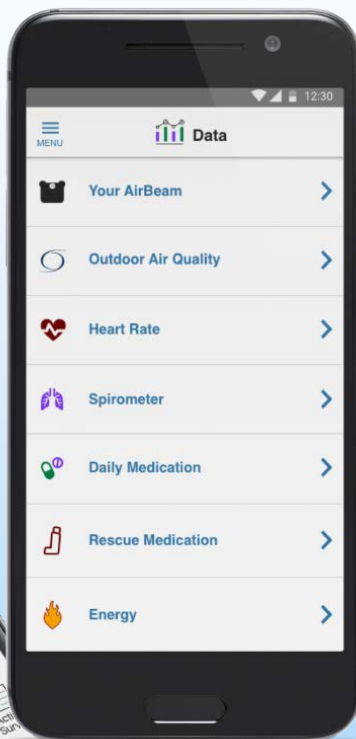 12:30
MENU
Data
Your AirBeam
Outdoor Air Quality
Heart Rate
Spirometer
Daily Medication
Rescue Medication
Energy